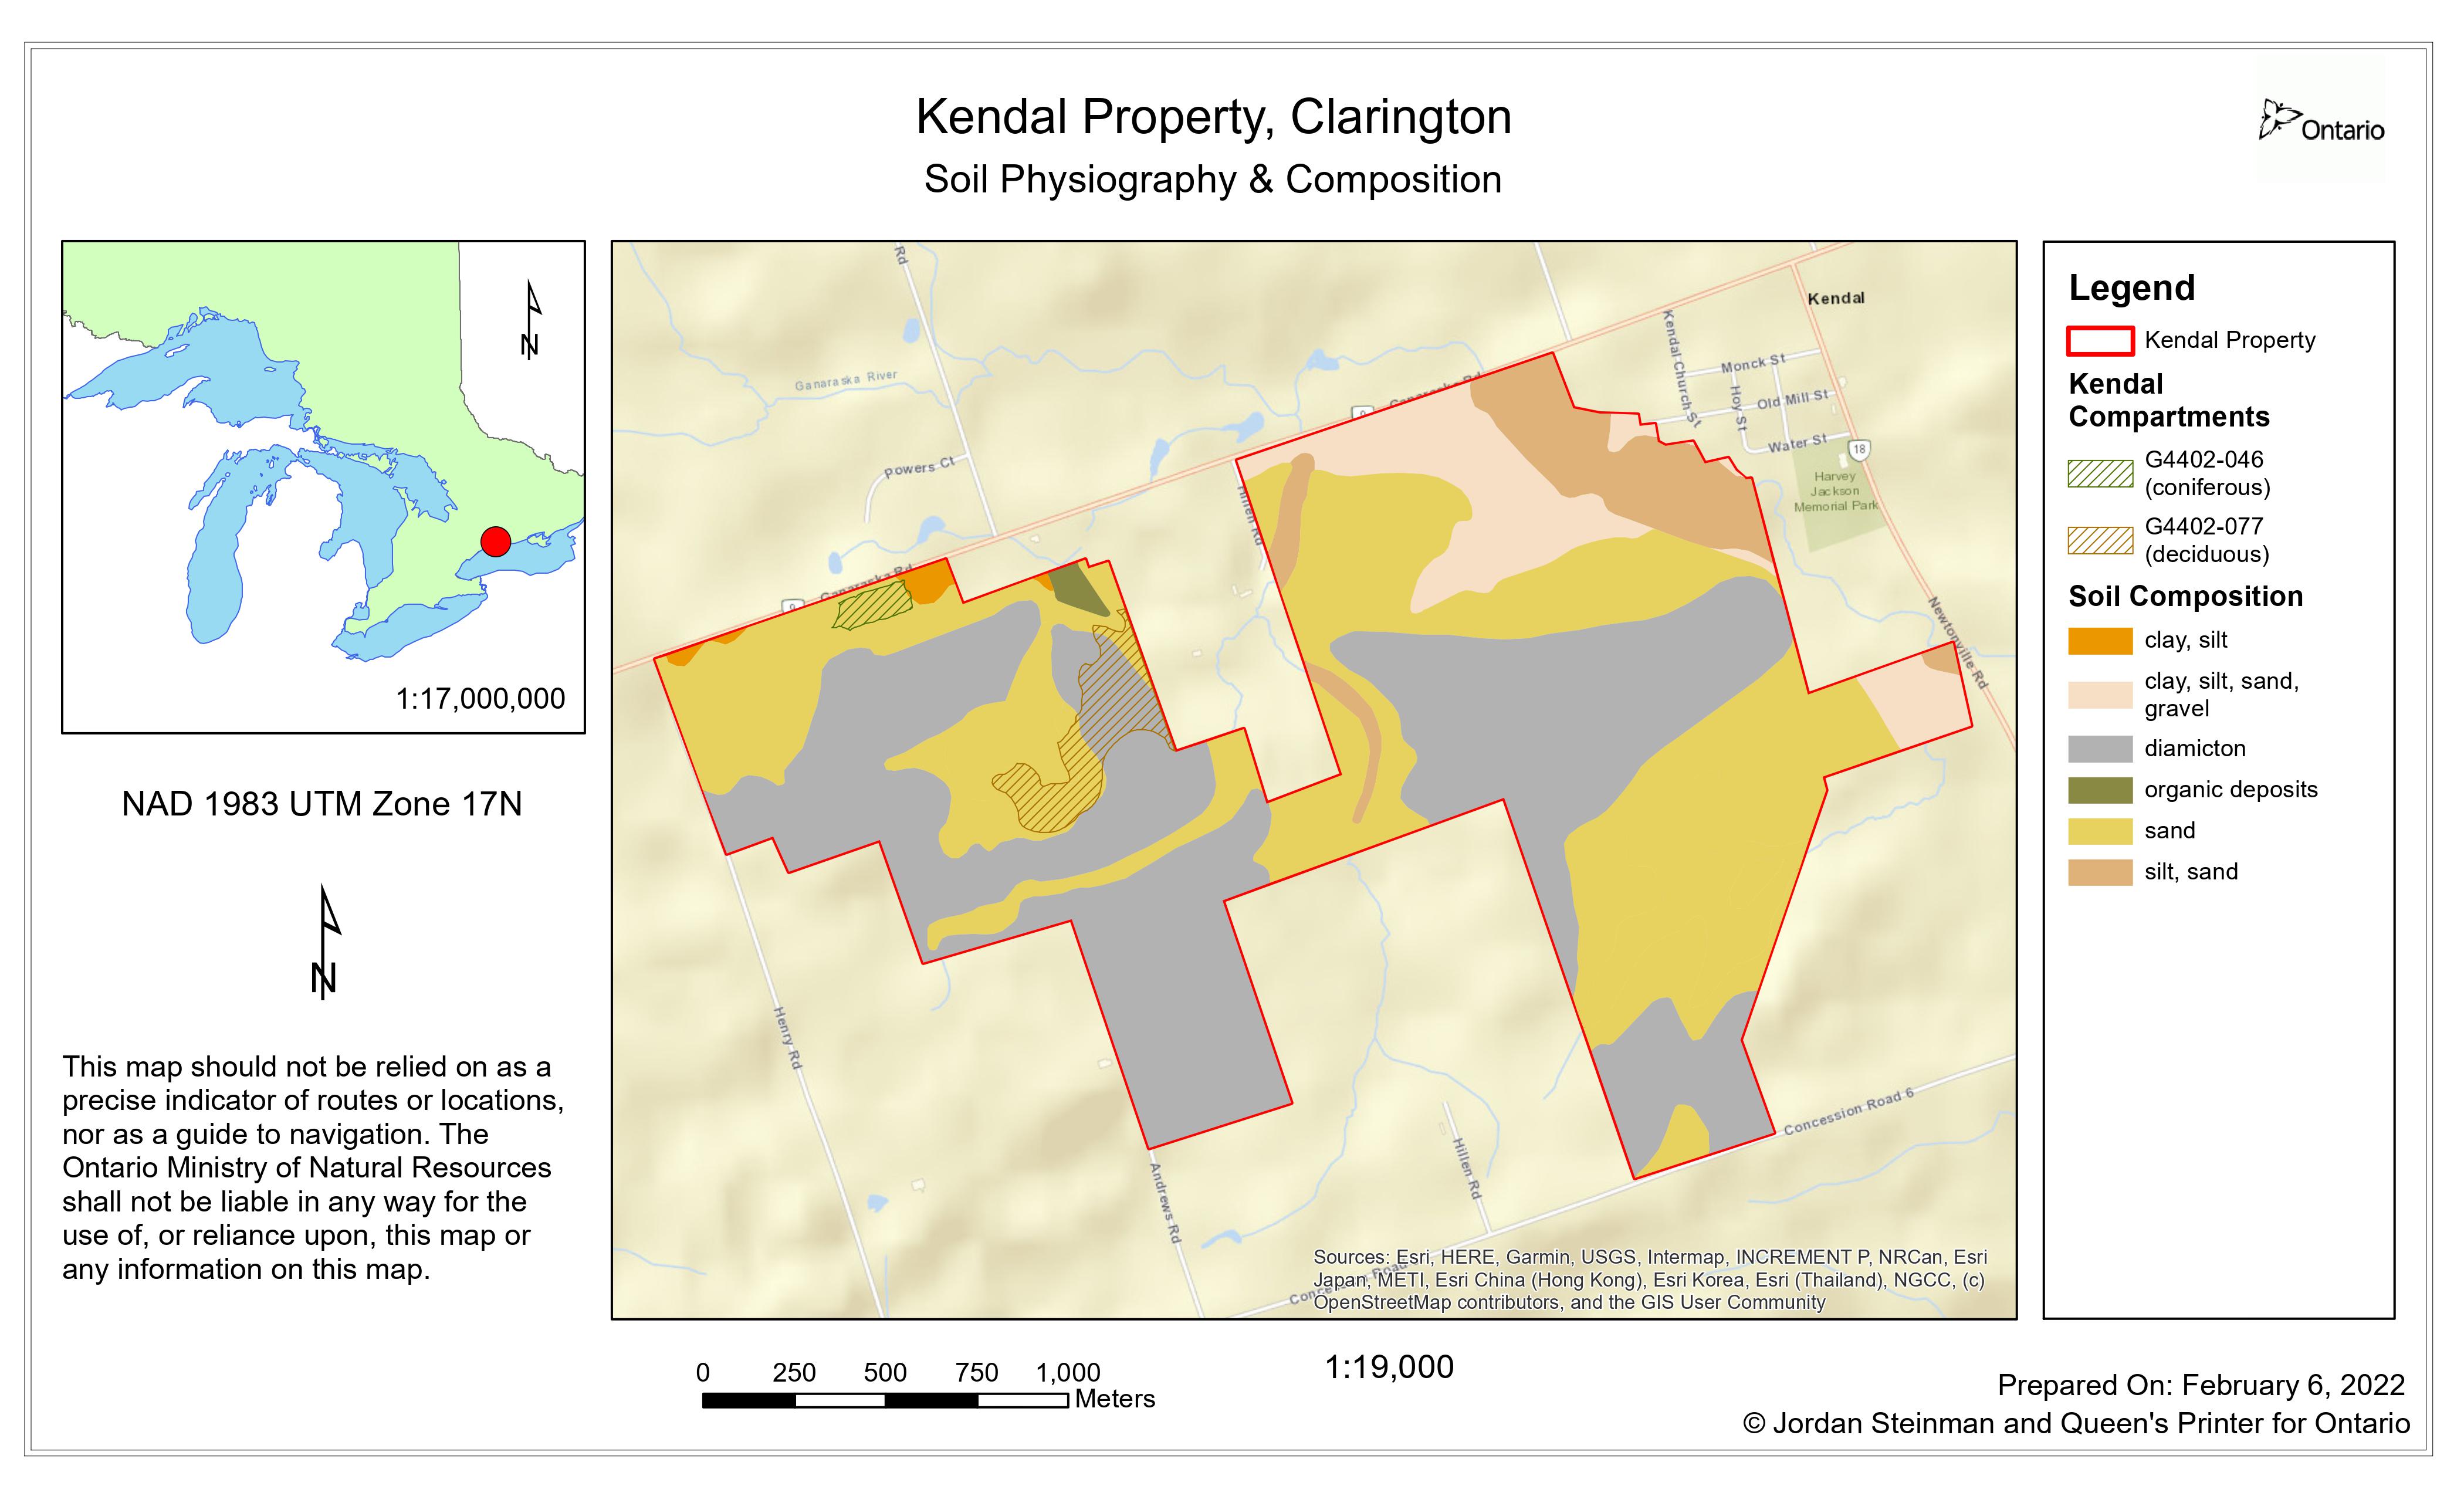 Kendal Property, Clarington
Soil Physiography & Composition
Ontario
N
1:17,000,000
NAD 1983 UTM Zone 17N
N
This map should not be relied on as a
precise indicator of routes or locations,
nor as a guide to navigation. The
Ontario Ministry of Natural Resources
shall not be liable in any way for the
use of, or reliance upon, this map or
any information on this map.
Rd
Kendal
Ganaraska River
Kendal Church St
Monck St
Hoy St
Old Mill St
Water St
18
Harvey
Jackson
Memorial Park
Ganaraska Rd
9
Powers Ct
Hillen Rd
Ganaraska Rd
9
Newtonville Rd
Henry Rd
Andrews Rd
Hillen Rd
Concession Road 6
Concession Road
Sources: Esri, HERE, Garmin, USGS, Intermap, INCREMENT P, NRCan, Esri
Japan, METI, Esri China (Hong Kong), Esri Korea, Esri (Thailand), NGCC, (c)
OpenStreetMap contributors, and the GIS User Community
Legend
Kendal Property
Kendal
Compartments
G4402-046
(coniferous)
G4402-077
(deciduous)
Soil Composition
clay, silt
clay, silt, sand,
gravel
diamicton
organic deposits
sand
silt, sand
0 250 500 750 1,000
Meters
1:19,000
Prepared On: February 6, 2022
© Jordan Steinman and Queen's Printer for Ontario